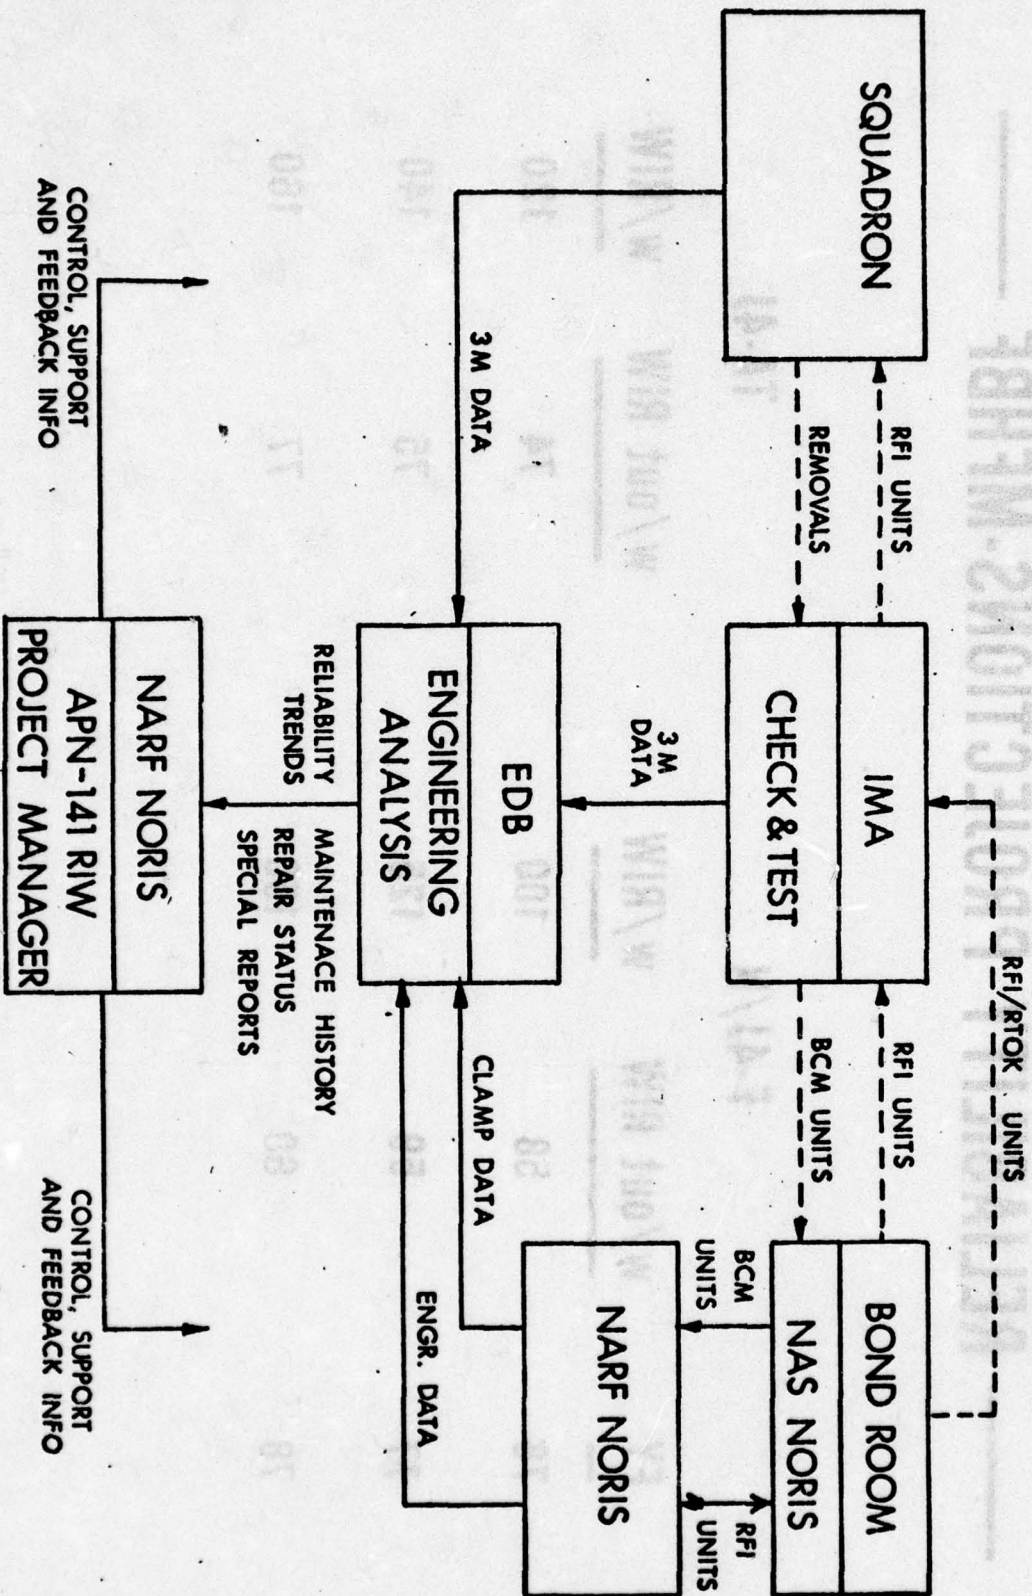 RFI/RTOK UNITS
SQUADRON
RFI UNITS
REMOVALS
IMA
CHECK & TEST
RFI UNITS
BCM UNITS
BOND ROOM
NAS NORIS
3M DATA
3M
DATA
BCM
UNITS
RFI
UNITS
EDB
ENGINEERING
ANALYSIS
CLAMP DATA
ENGR. DATA
NARF NORIS
RELIABILITY
TRENDS
MAINTENACE HISTORY
REPAIR STATUS
SPECIAL REPORTS
NARF NORIS
APN-141 RIW
PROJECT MANAGER
CONTROL, SUPPORT
AND FEEDBACK INFO
CONTROL, SUPPORT
AND FEEDBACK INFO